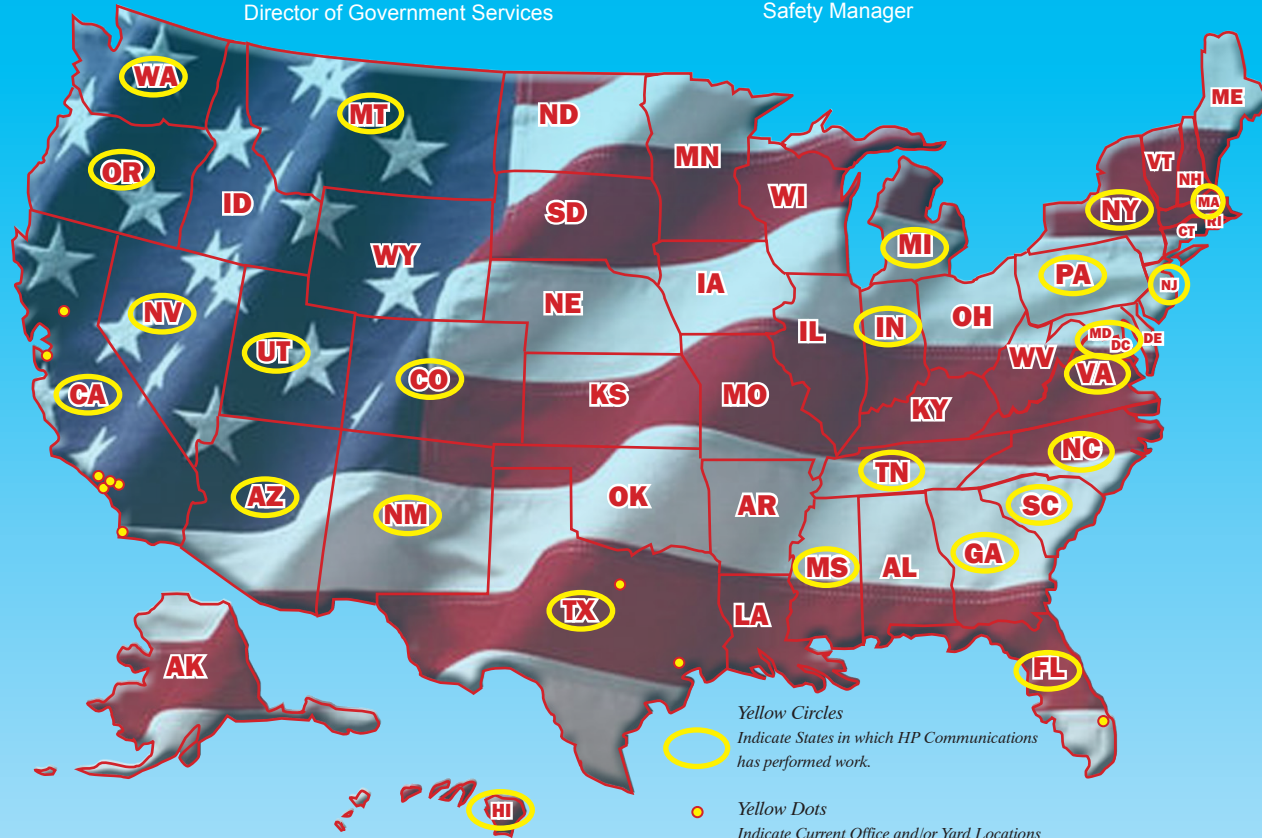 Director of Government Services
Safety Manager
WA
MT
ND
MN
ME
OR
ID
SD
WI
VT
NH
MA
NY
RI
CT
WY
MI
PA
NJ
NV
NE
IA
IL
IN
OH
MD
DC
DE
UT
WV
VA
CA
CO
KS
MO
KY
NC
TN
AZ
NM
OK
AR
SC
GA
MS
AL
TX
LA
AK
FL
HI
Yellow Circles
Indicate States in which HP Communications
has performed work.
Yellow Dots
Indicate Current Office and/or Yard Locations